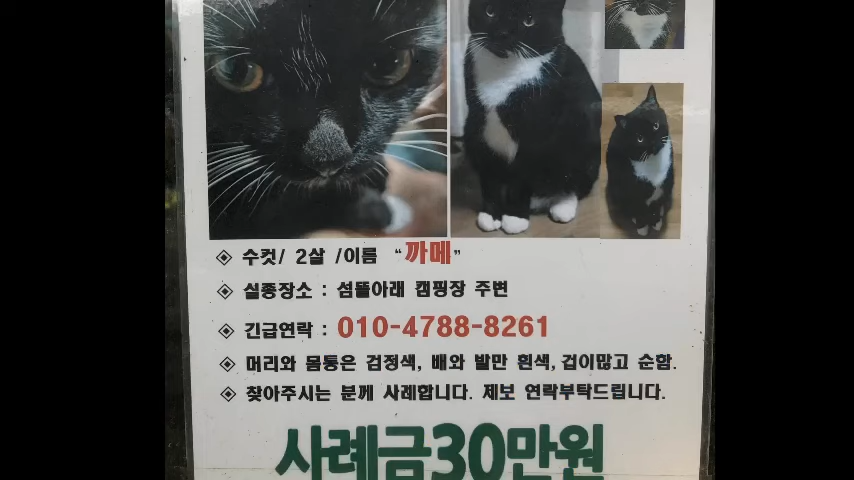 ◈ 수컷/ 2살 /이름 “까메”
◈ 실종장소 : 섬뜰아래 캠핑장 주변
◈ 긴급연락 : 010-4788-8261
◈ 머리와 몸통은 검정색, 배와 발만 흰색, 겁이많고 순함.
◈ 찾아주시는 분께 사례합니다. 제보 연락부탁드립니다.
사례금30만원